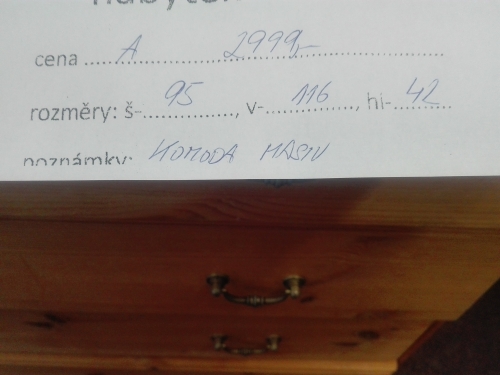 cena A 2999,-
rozměry: š- 95, v- 116, hl- 42
poznámky: KOMODA MASIV